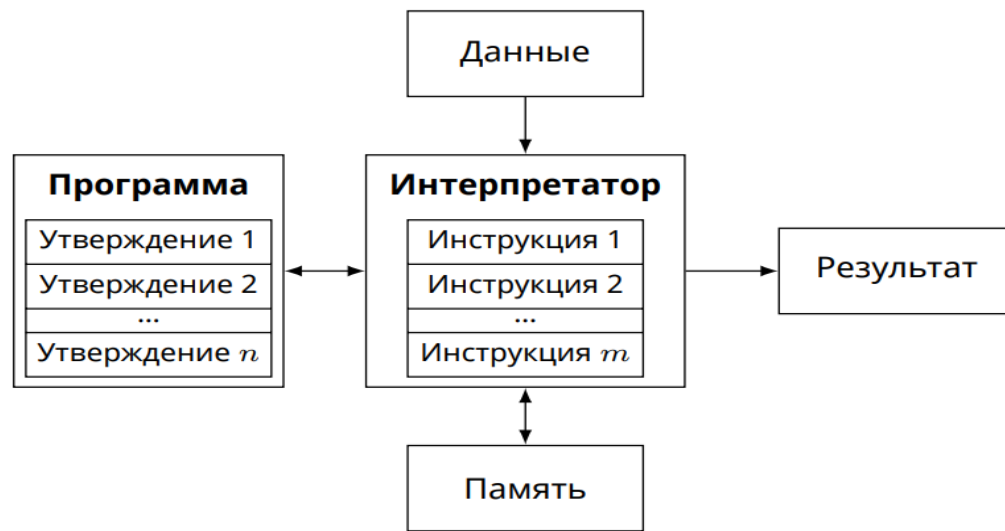 Данные
Программа
Утверждение 1
Утверждение 2
...
Утверждение n
Интерпретатор
Инструкция 1
Инструкция 2
...
Инструкция m
Результат
Память